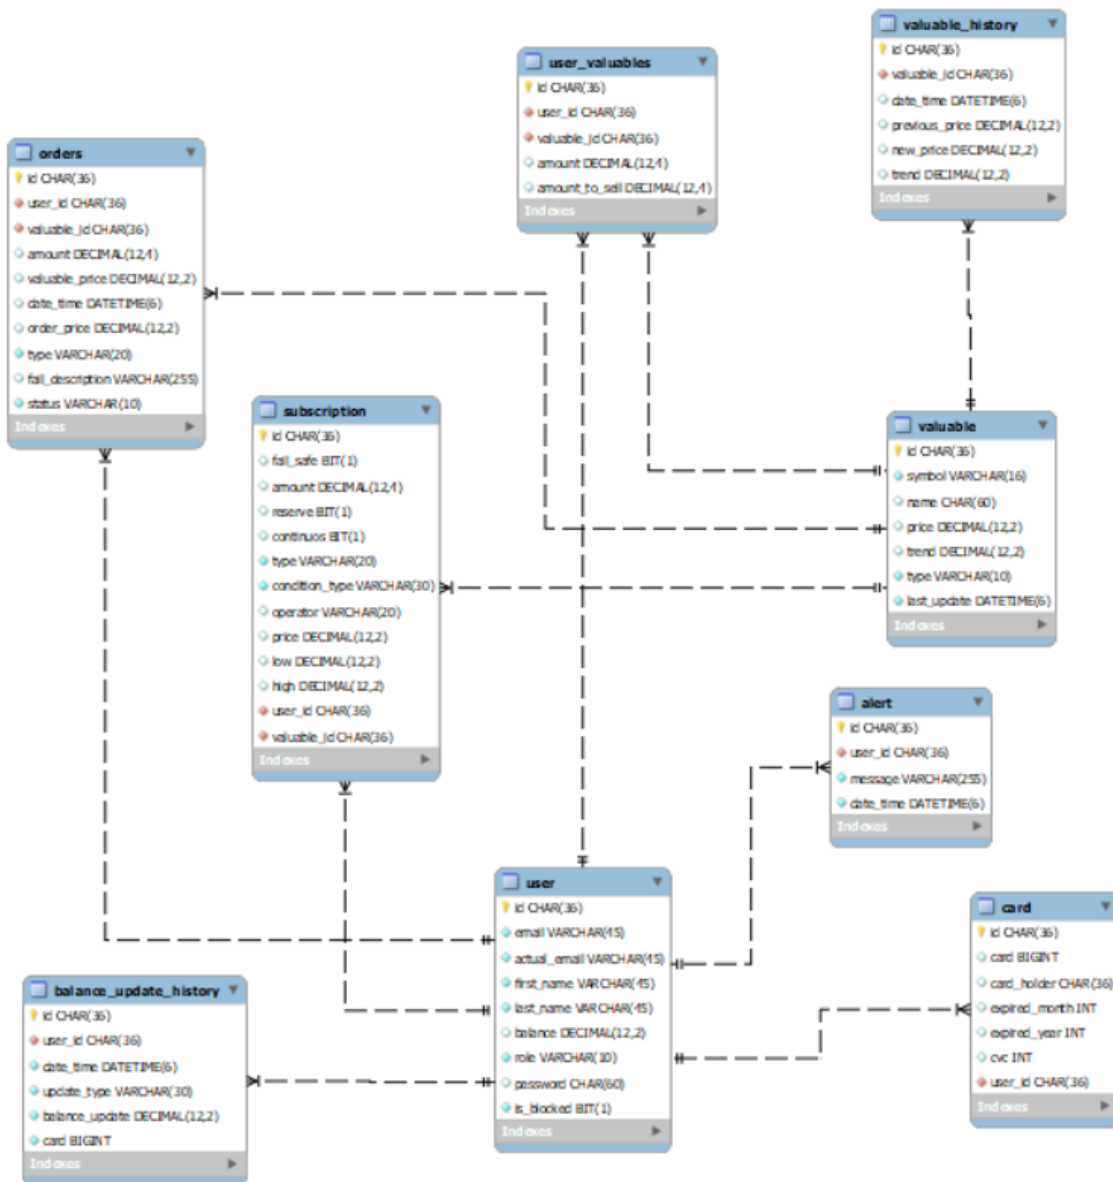 valuable_history
id CHAR(36)
valuable_id CHAR(36)
date_time DATETIME(6)
previous_price DECIMAL(12,2)
new_price DECIMAL(12,2)
trend DECIMAL(12,2)
Indexes
user_valuables
id CHAR(36)
user_id CHAR(36)
valuable_id CHAR(36)
amount DECIMAL(12,4)
amount_to_sell DECIMAL(12,4)
Indexes
orders
id CHAR(36)
user_id CHAR(36)
valuable_id CHAR(36)
amount DECIMAL(12,4)
valuable_price DECIMAL(12,2)
date_time DATETIME(6)
order_price DECIMAL(12,2)
type VARCHAR(20)
fail_description VARCHAR(255)
status VARCHAR(10)
Indexes
subscription
id CHAR(36)
fail_safe BIT(1)
amount DECIMAL(12,4)
reserve BIT(1)
continuos BIT(1)
type VARCHAR(20)
condition_type VARCHAR(30)
operator VARCHAR(20)
price DECIMAL(12,2)
low DECIMAL(12,2)
high DECIMAL(12,2)
user_id CHAR(36)
valuable_id CHAR(36)
Indexes
valuable
id CHAR(36)
symbol VARCHAR(16)
name CHAR(60)
price DECIMAL(12,2)
trend DECIMAL(12,2)
type VARCHAR(10)
last_update DATETIME(6)
Indexes
alert
id CHAR(36)
user_id CHAR(36)
message VARCHAR(255)
date_time DATETIME(6)
Indexes
user
id CHAR(36)
email VARCHAR(45)
actual_email VARCHAR(45)
first_name VARCHAR(45)
last_name VARCHAR(45)
balance DECIMAL(12,2)
role VARCHAR(10)
password CHAR(60)
is_blocked BIT(1)
Indexes
card
id CHAR(36)
card BIGINT
card_holder CHAR(36)
expired_month INT
expired_year INT
cvc INT
user_id CHAR(36)
Indexes
balance_update_history
id CHAR(36)
user_id CHAR(36)
date_time DATETIME(6)
update_type VARCHAR(30)
balance_update DECIMAL(12,2)
card BIGINT
Indexes